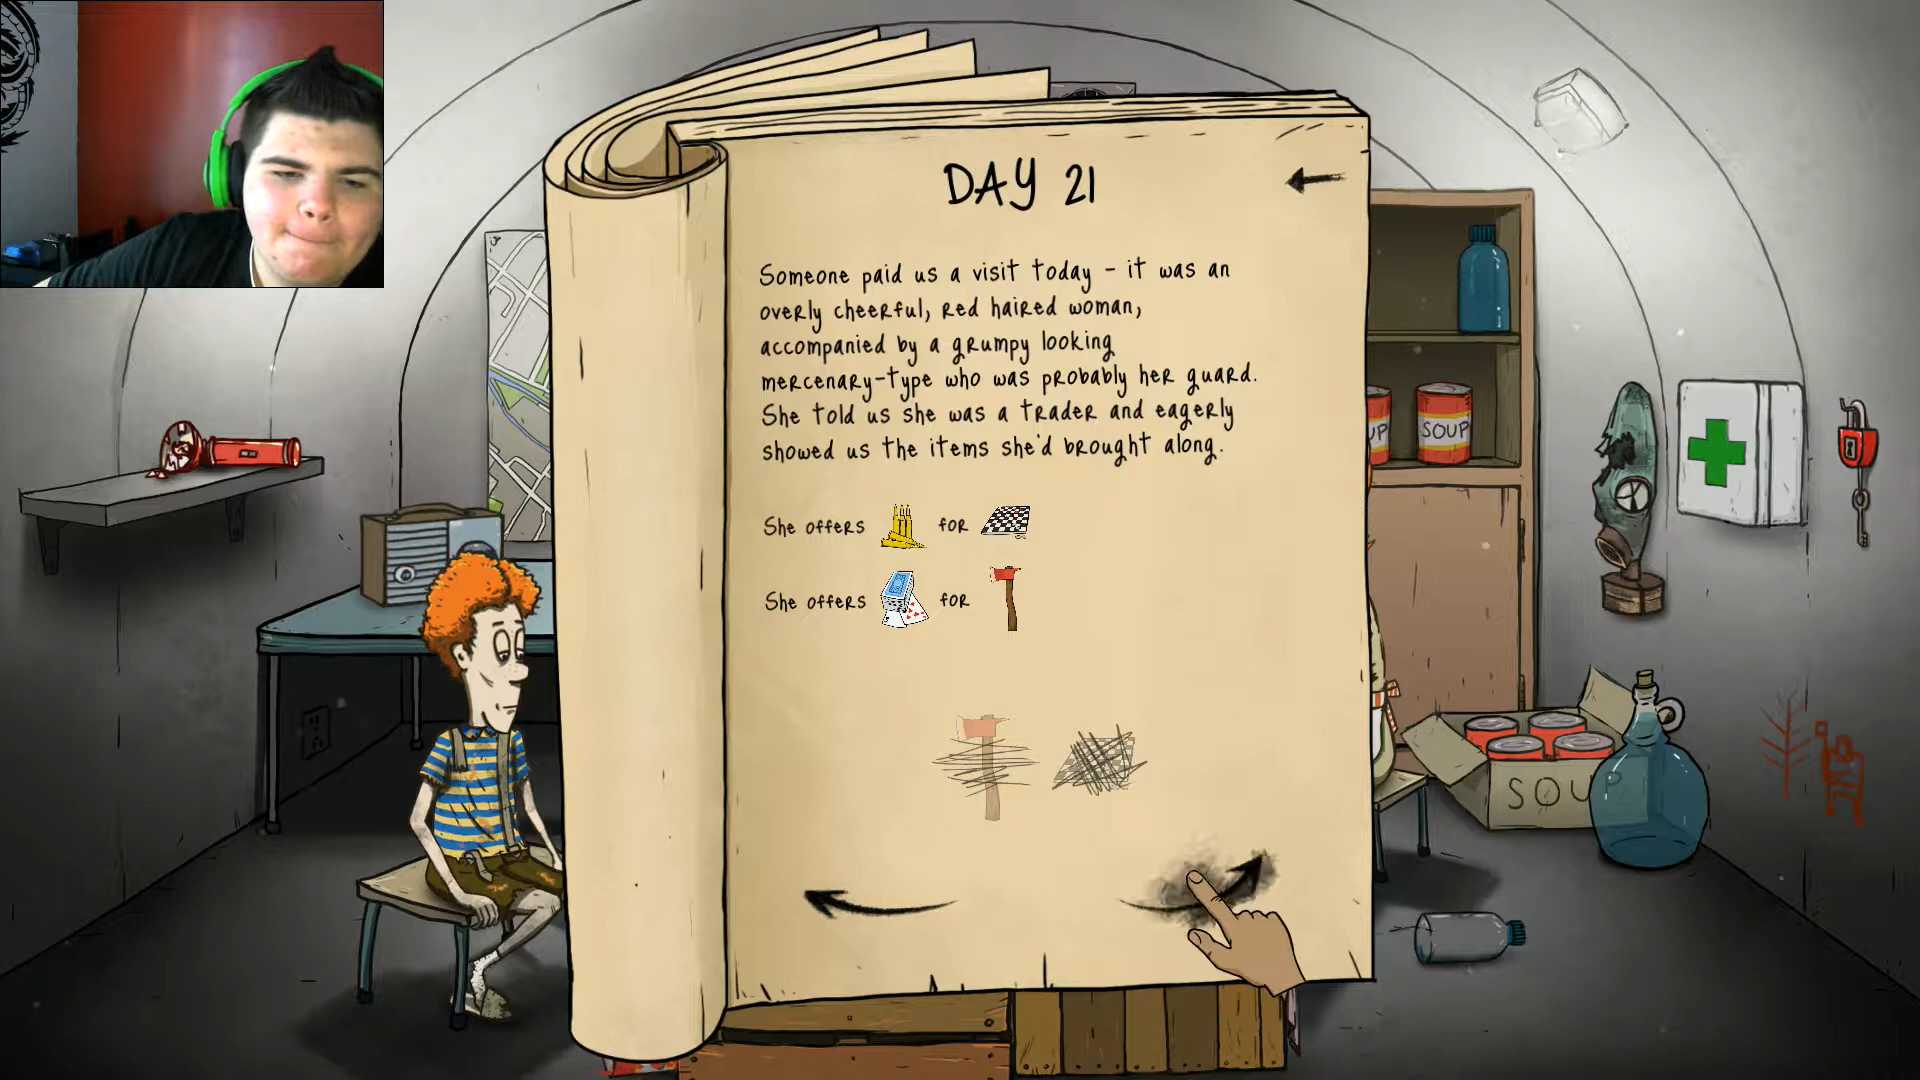 DAY 21
Someone paid us a visit today - it was an
overly cheerful, red haired woman,
accompanied by a grumpy looking
mercenary-type who was probably her guard.
She told us she was a trader and eagerly
showed us the items she'd brought along.
She offers for
She offers for
UP
SOUP
SOU